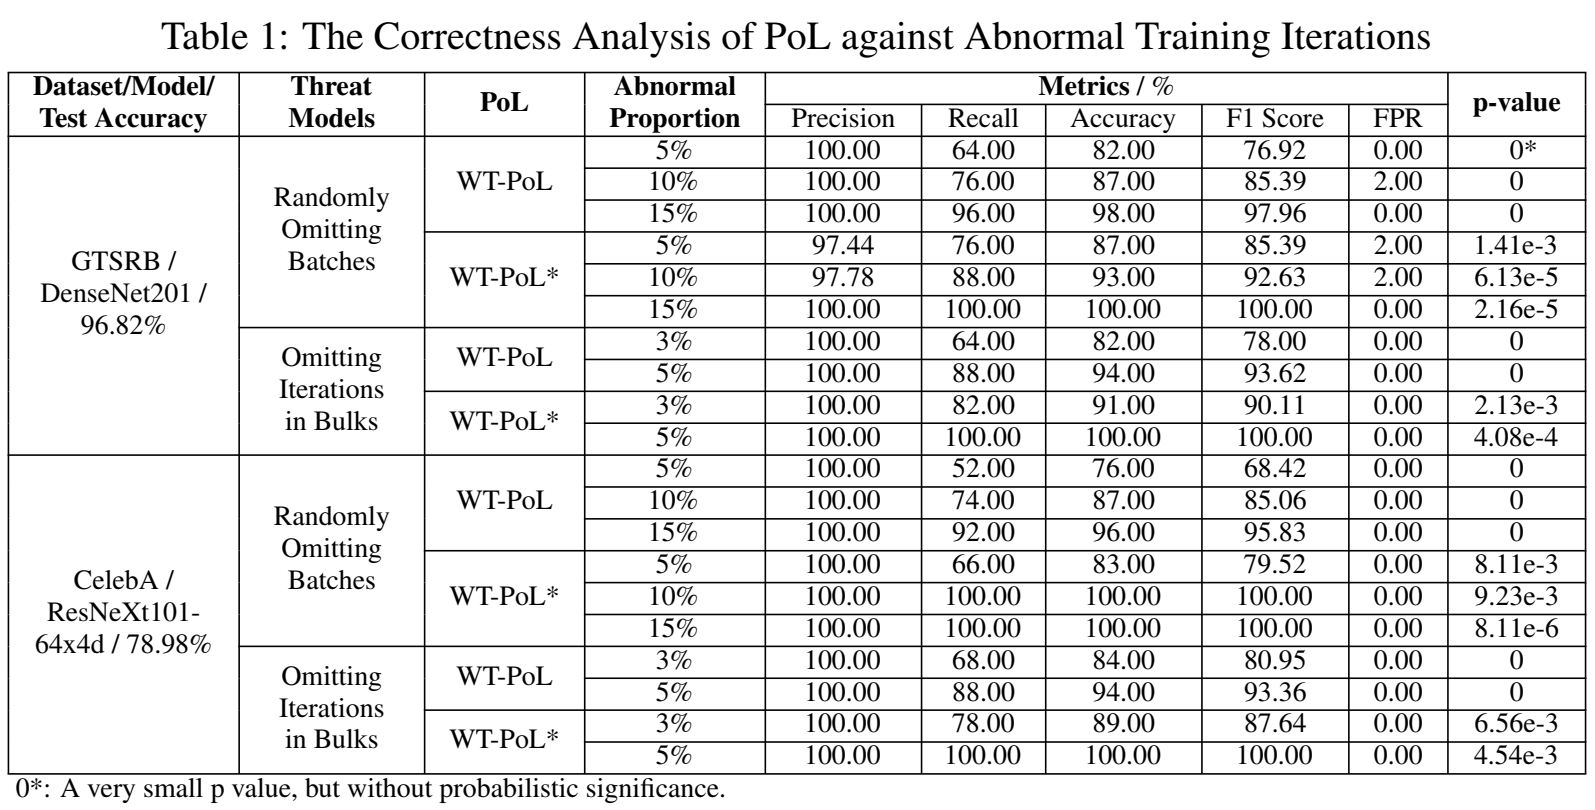 Table 1: The Correctness Analysis of PoL against Abnormal Training Iterations
Dataset/Model/ Threat PoL Abnormal Metrics / % p-value
Test Accuracy Models Proportion Precision Recall Accuracy F1 Score FPR
GTSRB /
DenseNet201 /
96.82%
Randomly
Omitting
Batches
WT-PoL
5% 100.00 64.00 82.00 76.92 0.00 0*
10% 100.00 76.00 87.00 85.39 2.00 0
15% 100.00 96.00 98.00 97.96 0.00 0
WT-PoL*
5% 97.44 76.00 87.00 85.39 2.00 1.41e-3
10% 97.78 88.00 93.00 92.63 2.00 6.13e-5
15% 100.00 100.00 100.00 100.00 0.00 2.16e-5
Omitting
Iterations
in Bulks
WT-PoL
3% 100.00 64.00 82.00 78.00 0.00 0
5% 100.00 88.00 94.00 93.62 0.00 0
WT-PoL*
3% 100.00 82.00 91.00 90.11 0.00 2.13e-3
5% 100.00 100.00 100.00 100.00 0.00 4.08e-4
CelebA /
ResNeXt101-
64x4d / 78.98%
Randomly
Omitting
Batches
WT-PoL
5% 100.00 52.00 76.00 68.42 0.00 0
10% 100.00 74.00 87.00 85.06 0.00 0
15% 100.00 92.00 96.00 95.83 0.00 0
WT-PoL*
5% 100.00 66.00 83.00 79.52 0.00 8.11e-3
10% 100.00 100.00 100.00 100.00 0.00 9.23e-3
15% 100.00 100.00 100.00 100.00 0.00 8.11e-6
Omitting
Iterations
in Bulks
WT-PoL
3% 100.00 68.00 84.00 80.95 0.00 0
5% 100.00 88.00 94.00 93.36 0.00 0
WT-PoL*
3% 100.00 78.00 89.00 87.64 0.00 6.56e-3
5% 100.00 100.00 100.00 100.00 0.00 4.54e-3
0*: A very small p value, but without probabilistic significance.